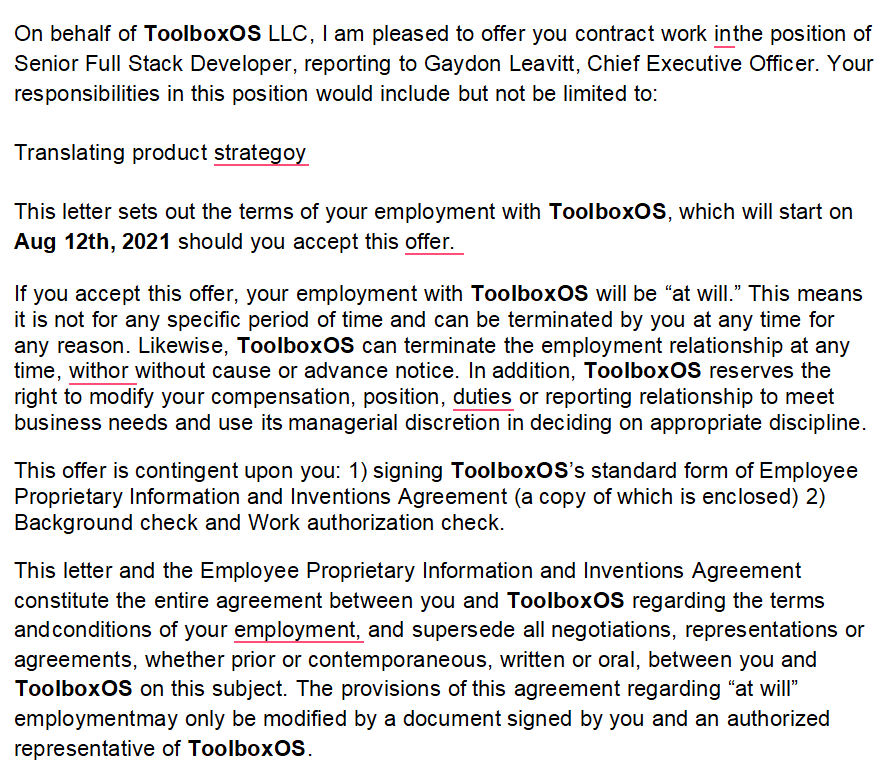 On behalf of ToolboxOS LLC, I am pleased to offer you contract work inthe position of
Senior Full Stack Developer, reporting to Gaydon Leavitt, Chief Executive Officer. Your
responsibilities in this position would include but not be limited to:
Translating product strategoy
This letter sets out the terms of your employment with ToolboxOS, which will start on
Aug 12th, 2021 should you accept this offer.
If you accept this offer, your employment with ToolboxOS will be “at will.” This means
it is not for any specific period of time and can be terminated by you at any time for
any reason. Likewise, ToolboxOS can terminate the employment relationship at any
time, withor without cause or advance notice. In addition, ToolboxOS reserves the
right to modify your compensation, position, duties or reporting relationship to meet
business needs and use its managerial discretion in deciding on appropriate discipline.
This offer is contingent upon you: 1) signing ToolboxOS’s standard form of Employee
Proprietary Information and Inventions Agreement (a copy of which is enclosed) 2)
Background check and Work authorization check.
This letter and the Employee Proprietary Information and Inventions Agreement
constitute the entire agreement between you and ToolboxOS regarding the terms
andconditions of your employment, and supersede all negotiations, representations or
agreements, whether prior or contemporaneous, written or oral, between you and
ToolboxOS on this subject. The provisions of this agreement regarding “at will”
employmentmay only be modified by a document signed by you and an authorized
representative of ToolboxOS.